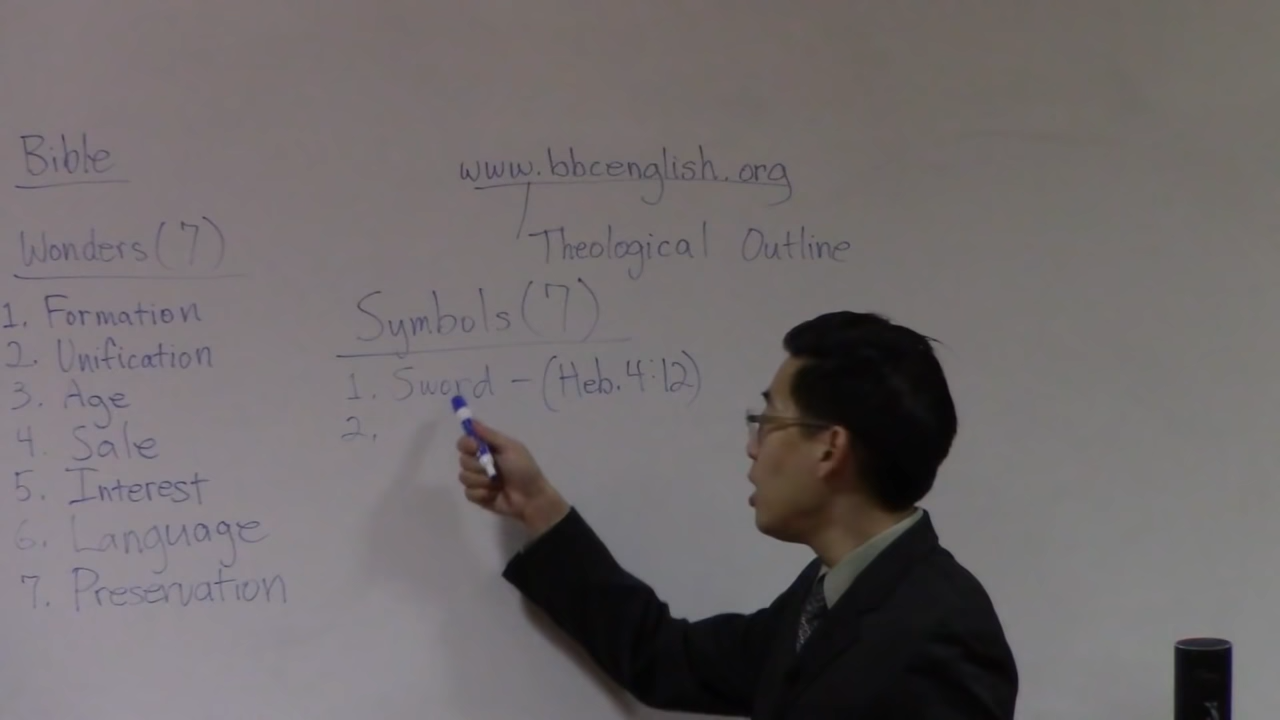 Bible
www.bbcenglish.org
Theological Outline
Wonders (7)
1. Formation
2. Unification
3. Age
4. Sale
5. Interest
6. Language
7. Preservation
Symbols (7)
1. Sword - (Heb. 4:12)
2.